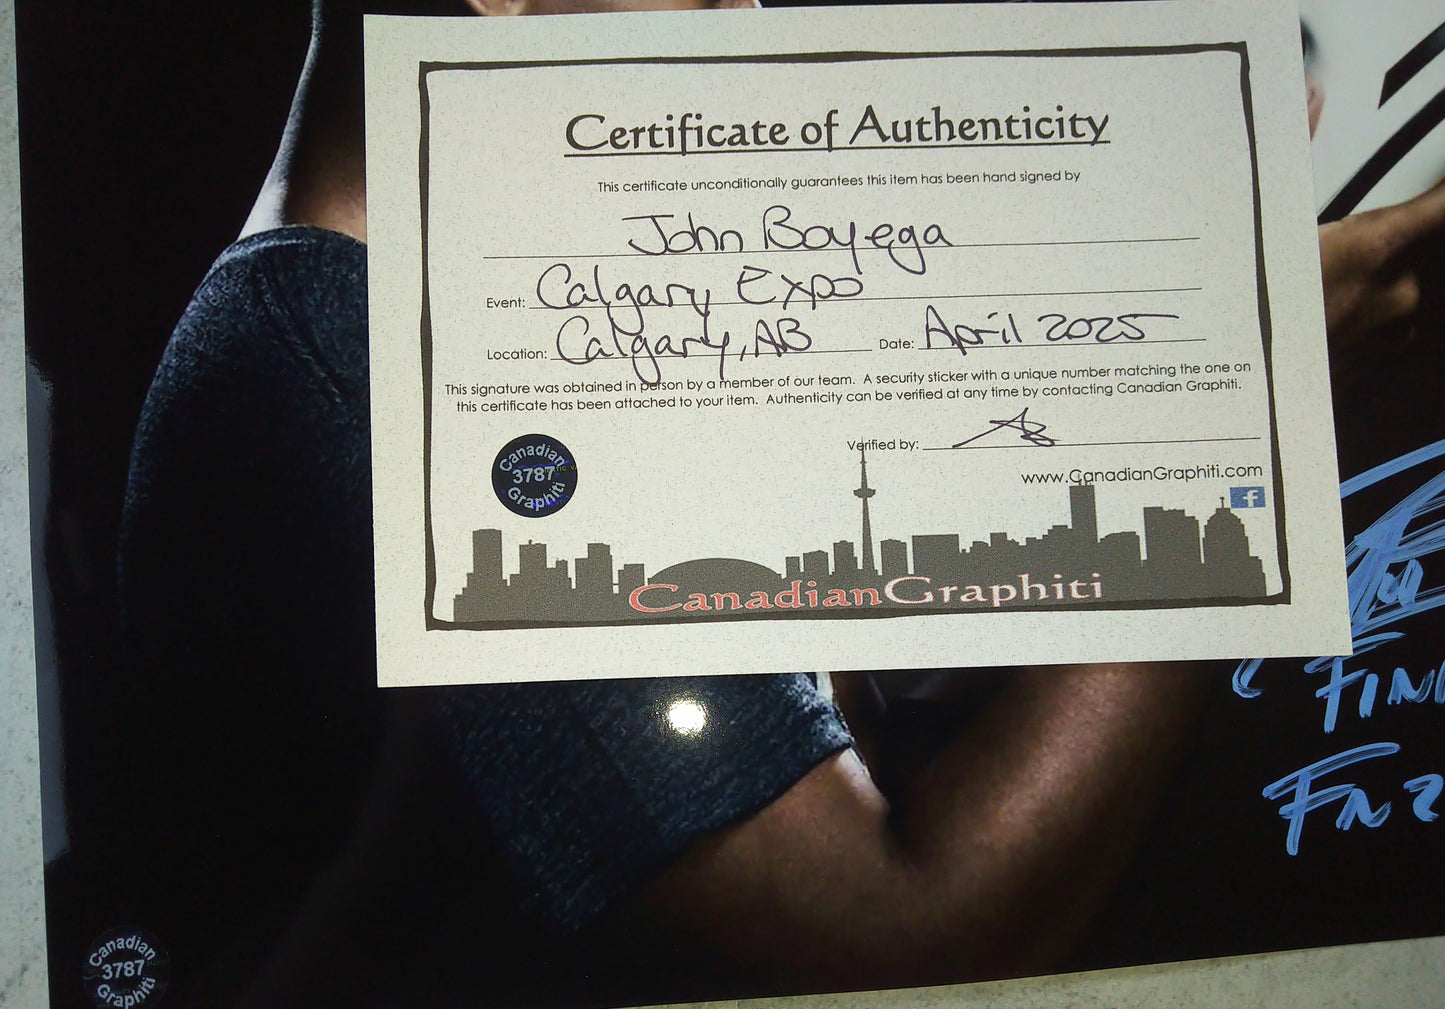 Certificate of Authenticity
This certificate unconditionally guarantees this item has been hand signed by
John Boyega
Event: Calgary Expo
Location: Calgary, AB Date: April 2025
This signature was obtained in person by a member of our team. A security sticker with a unique number matching the one on
this certificate has been attached to your item. Authenticity can be verified at any time by contacting Canadian Graphiti.
Verified by:
www.CanadianGraphiti.com
f
Canadian
3787
Graphiti
CanadianGraphiti
FIN
FN 2
Canadian
3787
Graphiti